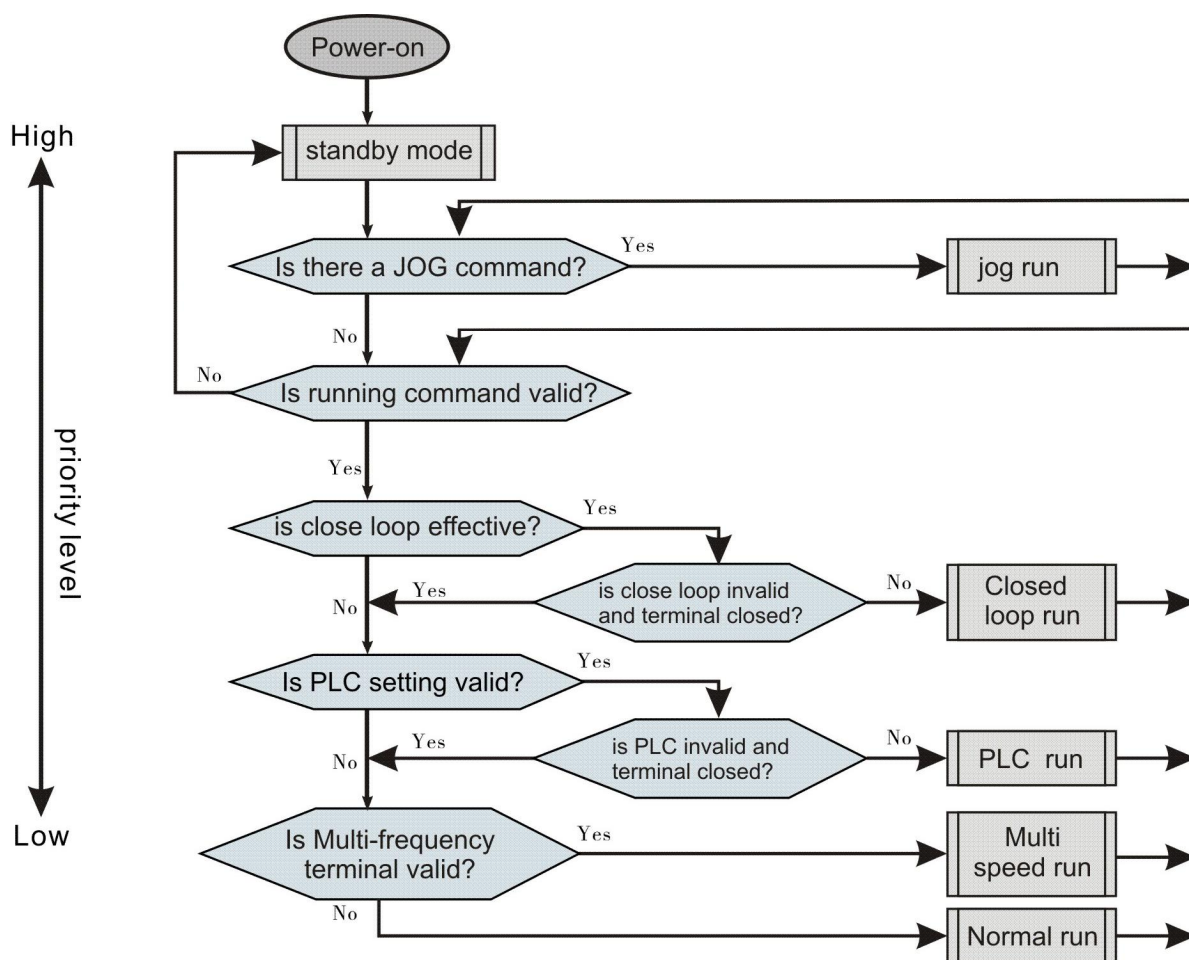 Power-on
High
standby mode
Yes
Is there a JOG command?
jog run
No
No
Is running command valid?
priority level
Yes
Yes
is close loop effective?
is close loop invalid
and terminal closed?
Yes
No
No
Closed
loop run
Yes
Is PLC setting valid?
is PLC invalid and
terminal closed?
Yes
No
No
PLC run
Low
Is Multi-frequency
terminal valid?
Yes
Multi
speed run
No
Normal run